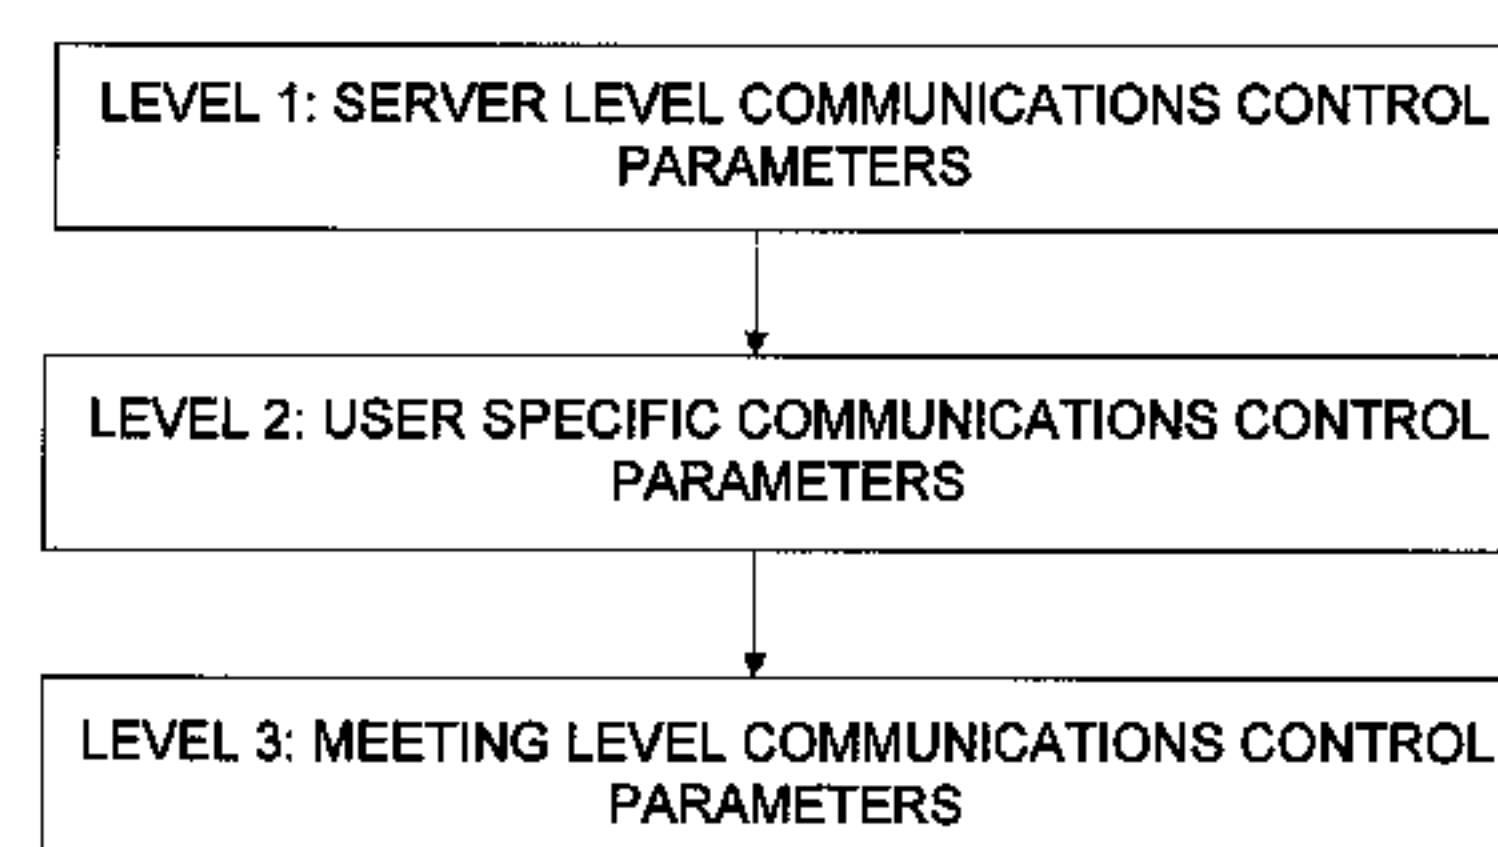 LEVEL 1: SERVER LEVEL COMMUNICATIONS CONTROL
PARAMETERS
LEVEL 2: USER SPECIFIC COMMUNICATIONS CONTROL
PARAMETERS
LEVEL 3: MEETING LEVEL COMMUNICATIONS CONTROL
PARAMETERS